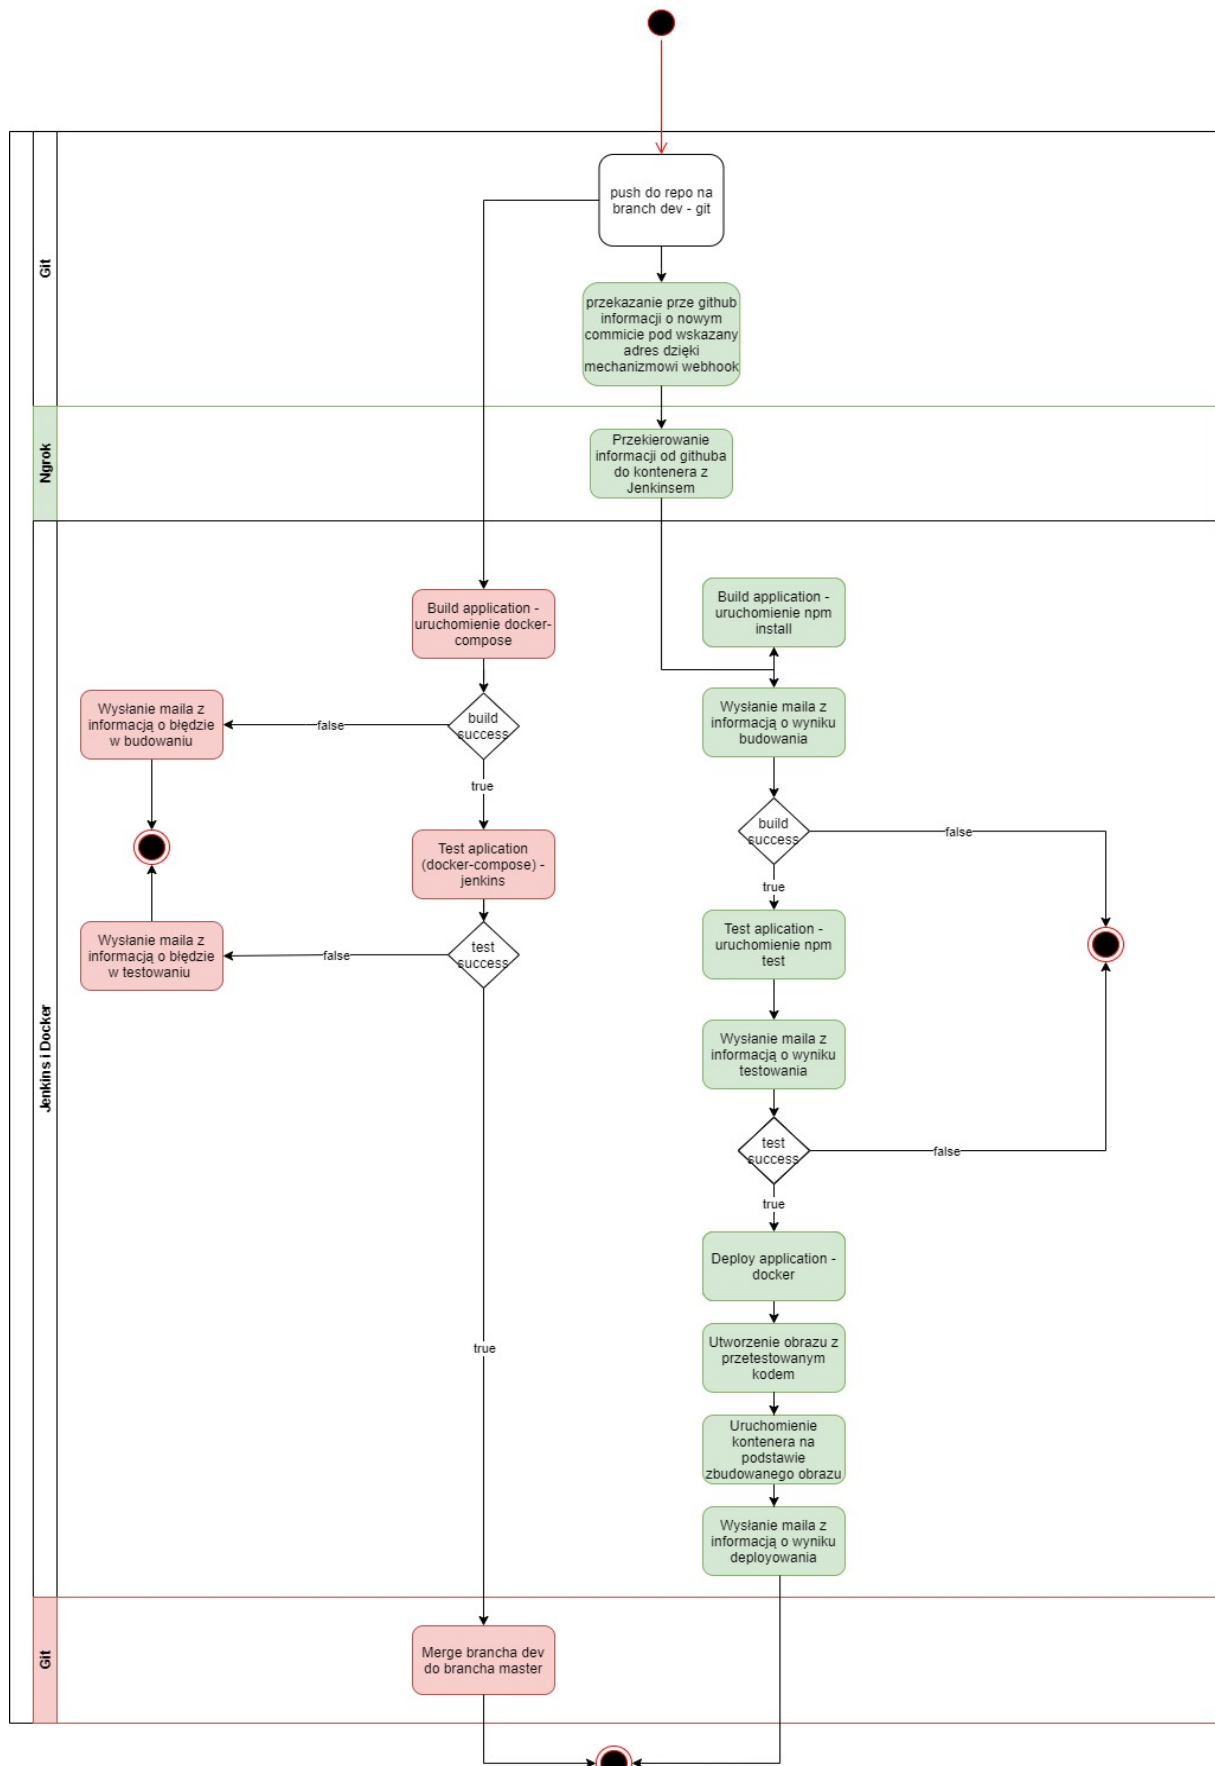 push do repo na
branch dev - git
Git
przekazanie prze github
informacji o nowym
commicie pod wskazany
adres dzięki
mechanizmowi webhook
Ngrok
Przekierowanie
informacji od githuba
do kontenera z
Jenkinsem
Jenkins i Docker
Build application -
uruchomienie docker-
compose
build
success
false
Wysłanie maila z
informacją o błędzie
w budowaniu
true
Test aplication
(docker-compose) -
jenkins
test
success
false
Wysłanie maila z
informacją o błędzie
w testowaniu
true
Build application -
uruchomienie npm
install
Wysłanie maila z
informacją o wyniku
budowania
build
success
false
true
Test aplication -
uruchomienie npm
test
Wysłanie maila z
informacją o wyniku
testowania
test
success
false
true
Deploy application -
docker
Utworzenie obrazu z
przetestowanym
kodem
Uruchomienie
kontenera na
podstawie
zbudowanego obrazu
Wysłanie maila z
informacją o wyniku
deployowania
Git
Merge brancha dev
do brancha master